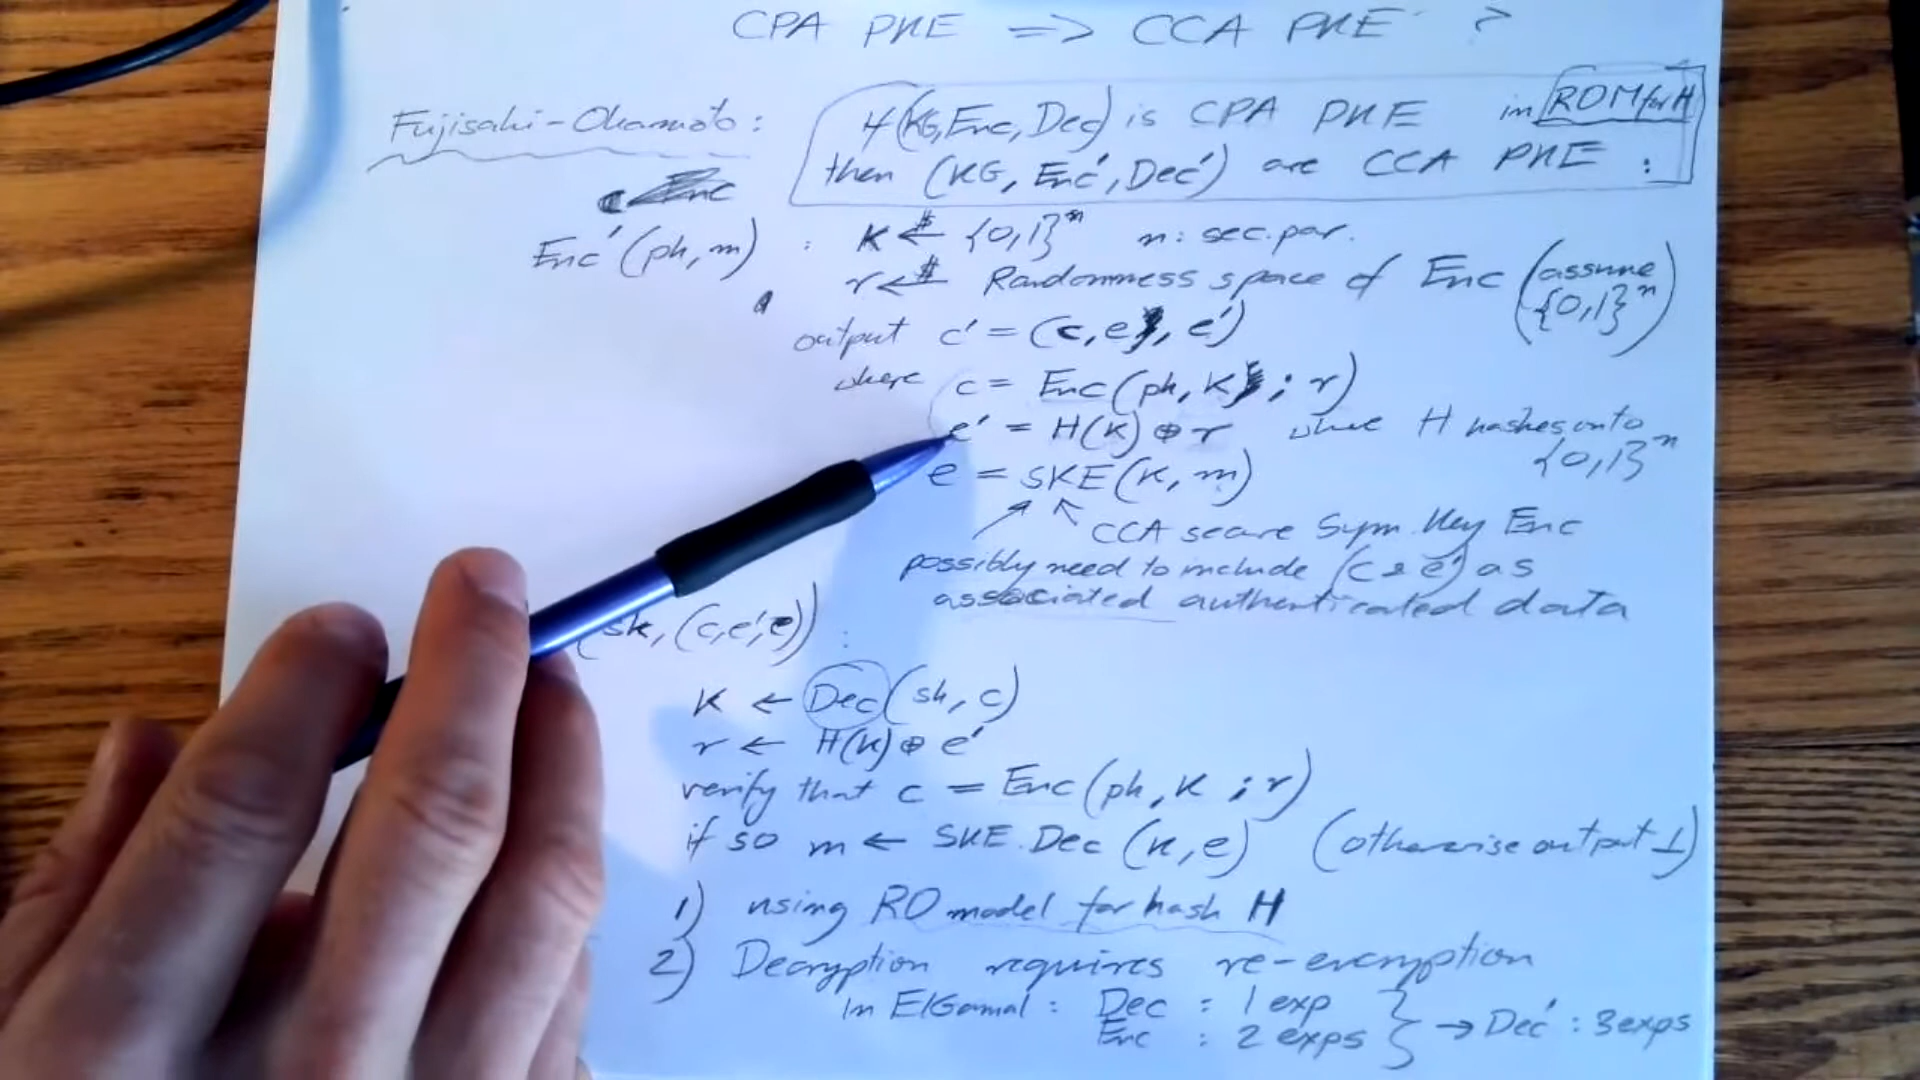 CPA PKE => CCA PKE ?
Fujisaki-Okamoto : If (KG, Enc, Dec) is CPA PKE in ROM for H
then (KG, Enc', Dec') are CCA PKE :
Enc
Enc'(pk, m) : K ←$ {0,1}^n n: sec. par.
r ←$ Randomness space of Enc (assume {0,1}^n)
output c' = (c, e, e')
where c = Enc(pk, K ; r)
e' = H(K) ⊕ r where H hashes onto {0,1}^n
e = SKE(K, m)
CCA secure Sym. Key Enc
possibly need to include (c & e') as
associated authenticated data
(sk, (c, e', e)) :
K ← Dec(sk, c)
r ← H(K) ⊕ e'
verify that c = Enc(pk, K ; r)
if so m ← SKE.Dec (K, e) (otherwise output ⊥)
1) using RO model for hash H
2) Decryption requires re-encryption
In ElGamal : Dec : 1 exp
Enc : 2 exps } → Dec' : 3 exps